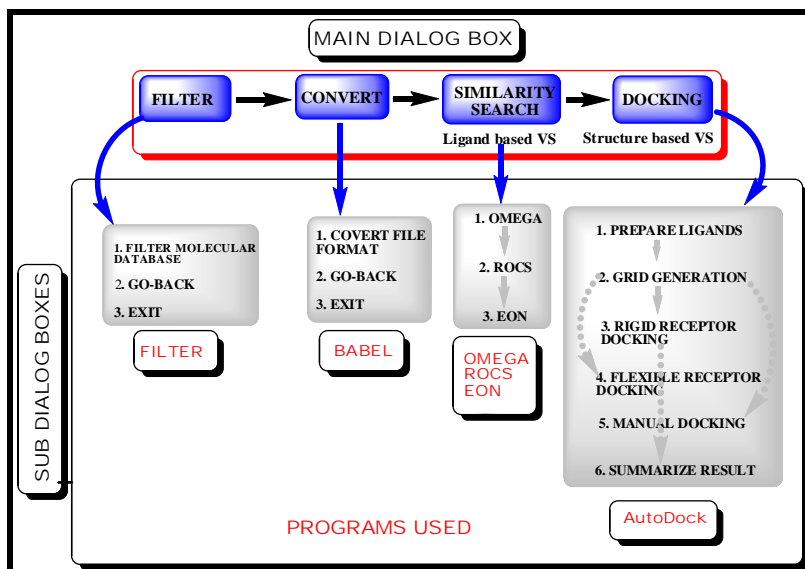 MAIN DIALOG BOX
FILTER
CONVERT
SIMILARITY
SEARCH
DOCKING
Ligand based VS
Structure based VS
SUB DIALOG BOXES
1. FILTER MOLECULAR
DATABASE
2. GO-BACK
3. EXIT
FILTER
1. COVERT FILE
FORMAT
2. GO-BACK
3. EXIT
BABEL
1. OMEGA
2. ROCS
3. EON
OMEGA
ROCS
EON
1. PREPARE LIGANDS
2. GRID GENERATION
3. RIGID RECEPTOR
DOCKING
4. FLEXIBLE RECEPTOR
DOCKING
5. MANUAL DOCKING
6. SUMMARIZE RESULT
AutoDock
PROGRAMS USED